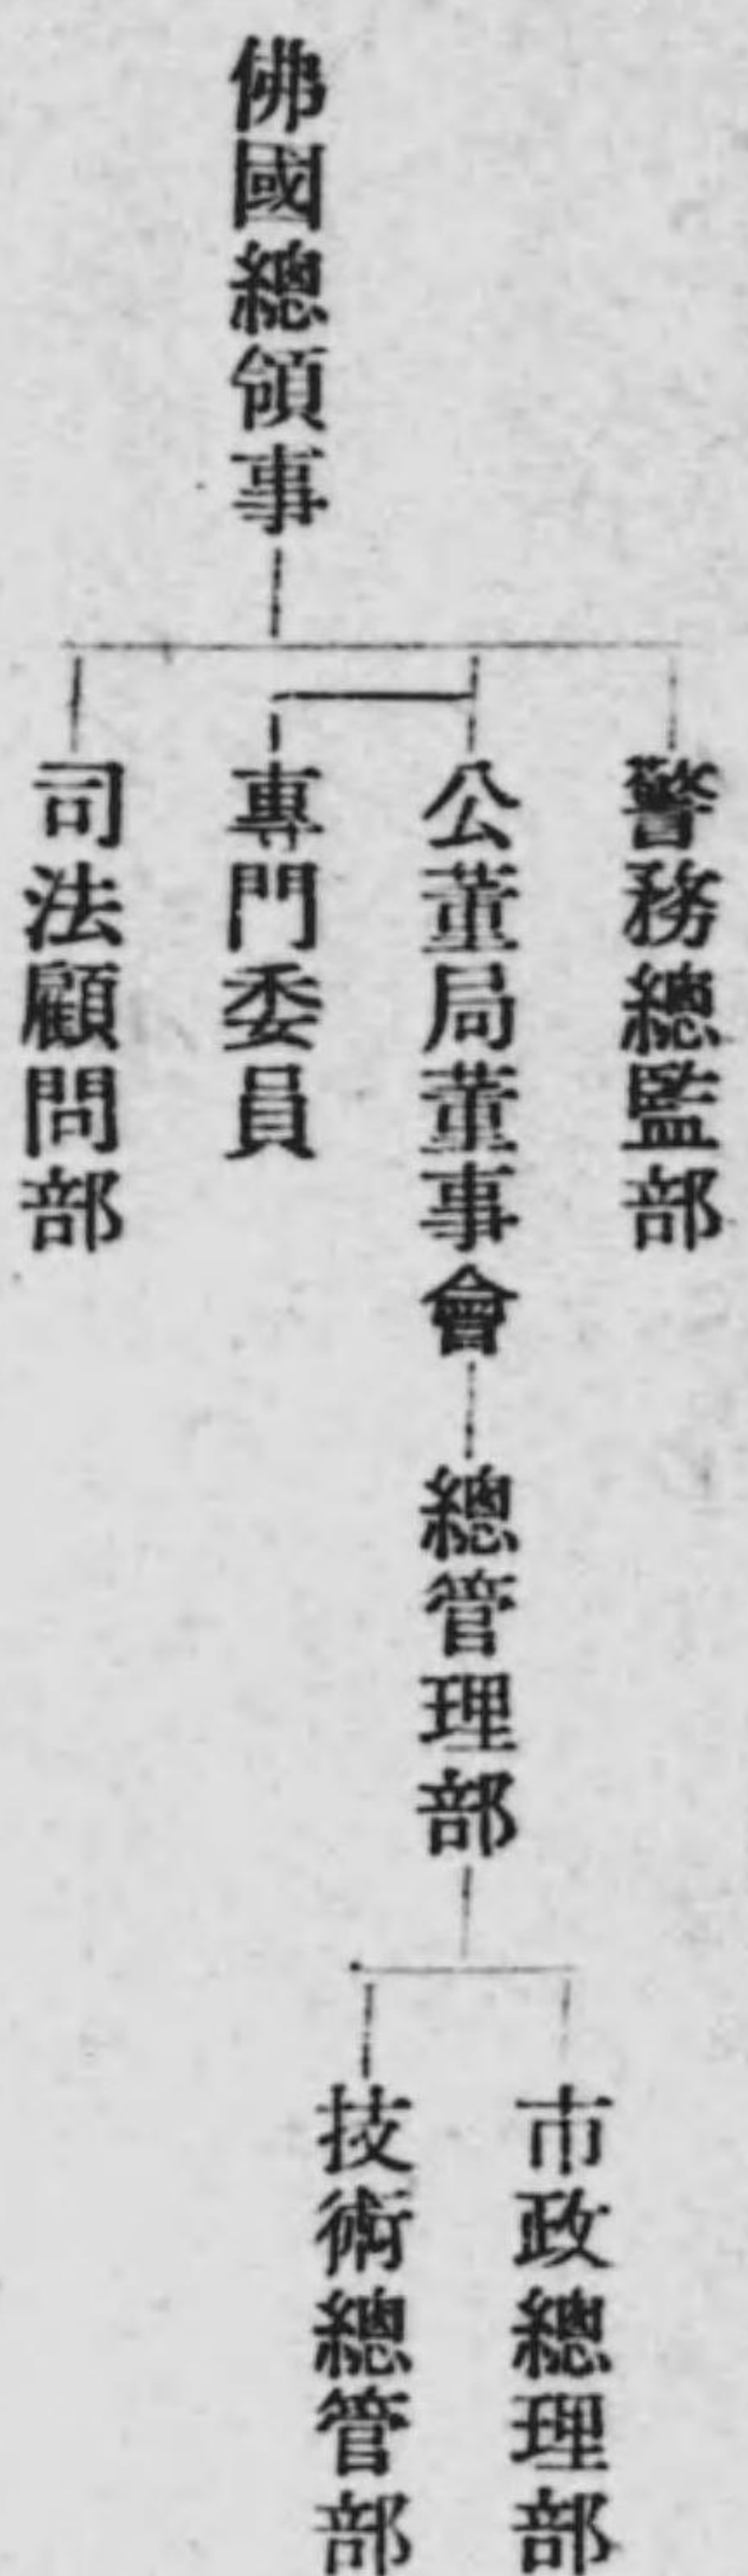 佛國總領事
警務總監部
公董局董事會
總管理部
市政總理部
技術總管部
專門委員
司法顧問部